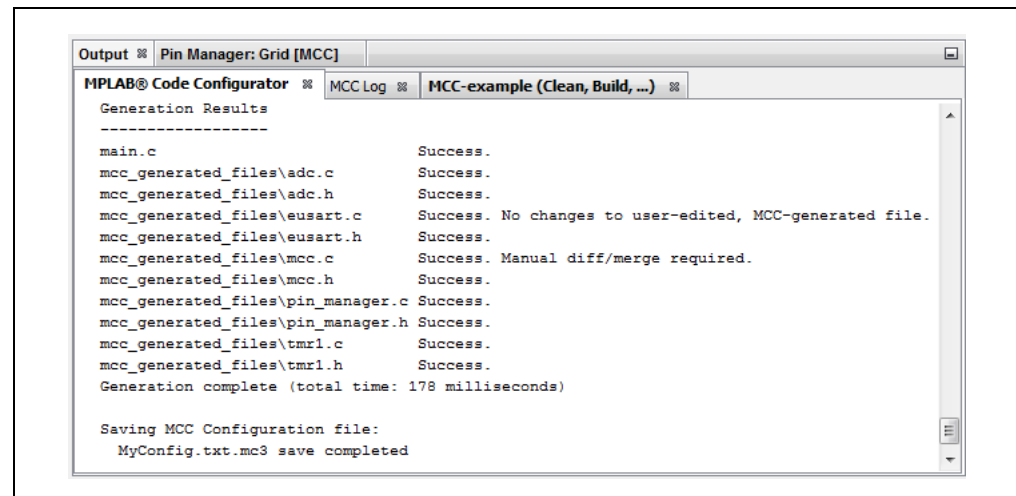 Output Pin Manager: Grid [MCC]
MPLAB® Code Configurator MCC Log MCC-example (Clean, Build, ...)
Generation Results
------------------
main.c Success.
mcc_generated_files\adc.c Success.
mcc_generated_files\adc.h Success.
mcc_generated_files\eusart.c Success. No changes to user-edited, MCC-generated file.
mcc_generated_files\eusart.h Success.
mcc_generated_files\mcc.c Success. Manual diff/merge required.
mcc_generated_files\mcc.h Success.
mcc_generated_files\pin_manager.c Success.
mcc_generated_files\pin_manager.h Success.
mcc_generated_files\tmr1.c Success.
mcc_generated_files\tmr1.h Success.
Generation complete (total time: 178 milliseconds)
Saving MCC Configuration file:
MyConfig.txt.mc3 save completed